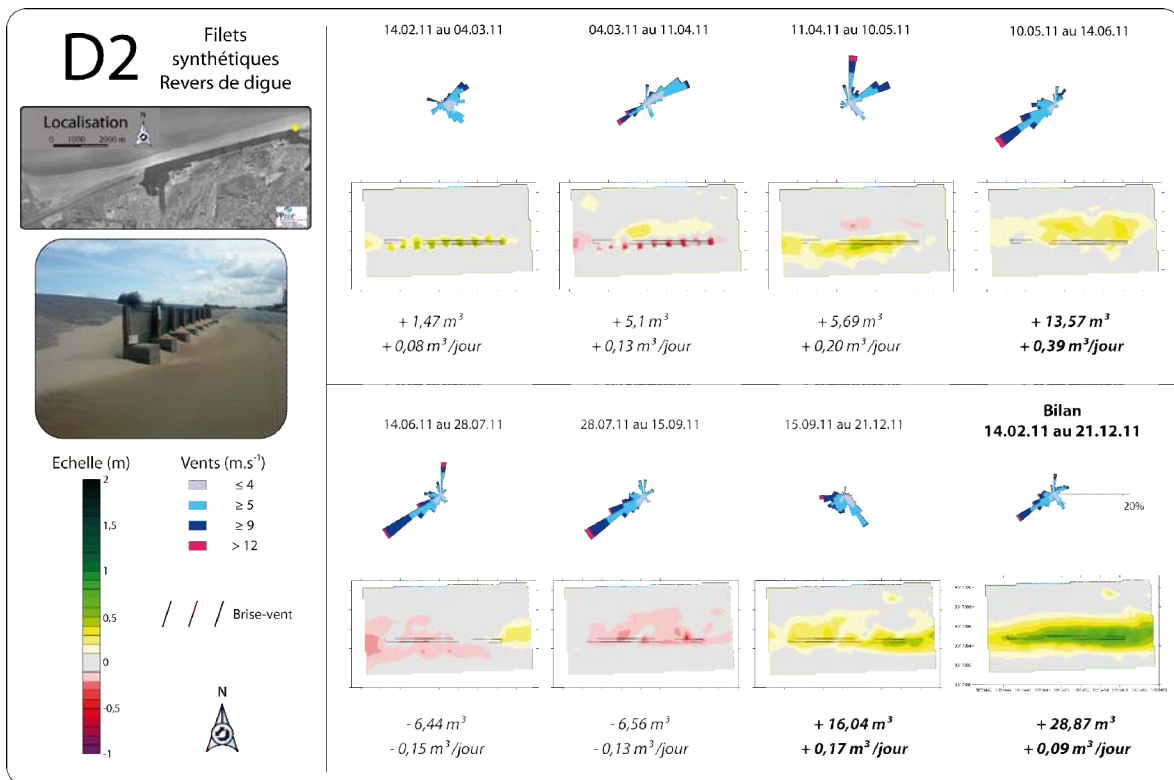 D2
Filets
synthétiques
Revers de digue
Localisation
N
0 1000 2000 m
Echelle (m)
2
1,5
1
0,5
0
-0,5
-1
Vents (m.s⁻¹)
≤ 4
≥ 5
≥ 9
> 12
Brise-vent
N
14.02.11 au 04.03.11
+ 1,47 m³
+ 0,08 m³/jour
04.03.11 au 11.04.11
+ 5,1 m³
+ 0,13 m³/jour
11.04.11 au 10.05.11
+ 5,69 m³
+ 0,20 m³/jour
10.05.11 au 14.06.11
+ 13,57 m³
+ 0,39 m³/jour
14.06.11 au 28.07.11
- 6,44 m³
- 0,15 m³/jour
28.07.11 au 15.09.11
- 6,56 m³
- 0,13 m³/jour
15.09.11 au 21.12.11
+ 16,04 m³
+ 0,17 m³/jour
Bilan
14.02.11 au 21.12.11
20%
+ 28,87 m³
+ 0,09 m³/jour